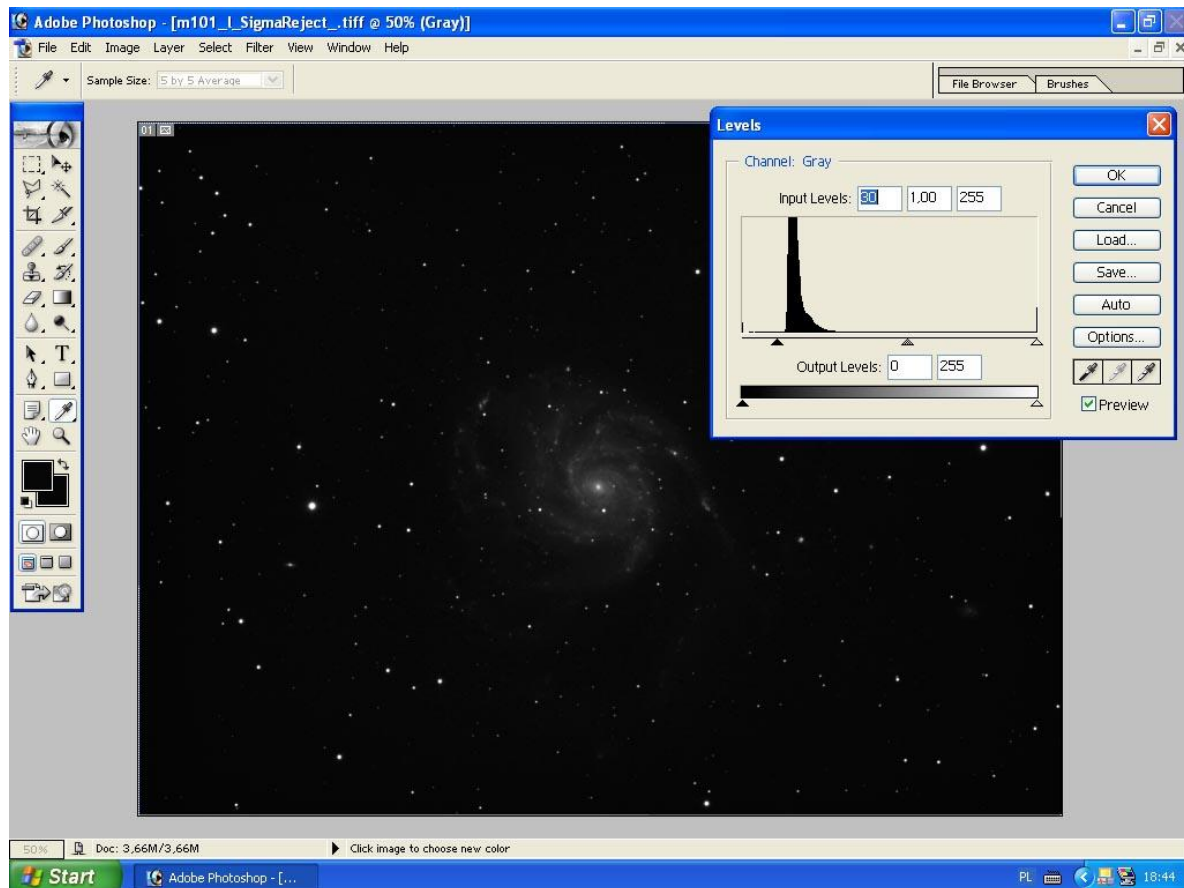 Adobe Photoshop - [m101_l_SigmaReject_.tiff @ 50% (Gray)]
File Edit Image Layer Select Filter View Window Help
Sample Size: 5 by 5 Average
File Browser Brushes
01
Levels
Channel: Gray
Input Levels: 30 1,00 255
OK
Cancel
Load...
Save...
Auto
Options...
Output Levels: 0 255
Preview
50% Doc: 3,66M/3,66M Click image to choose new color
Start Adobe Photoshop - [... PL 18:44